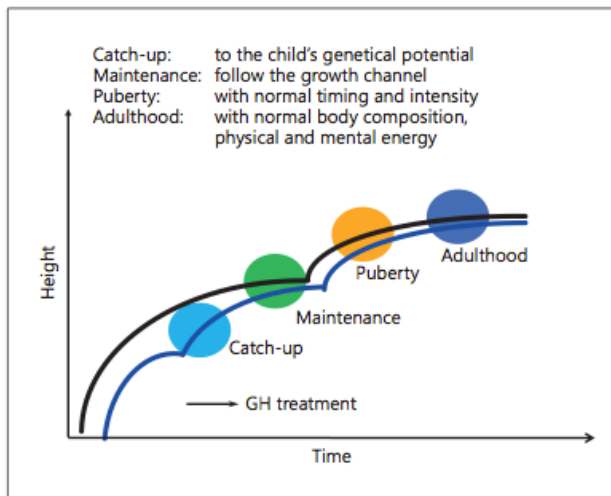 Catch-up: to the child's genetical potential
Maintenance: follow the growth channel
Puberty: with normal timing and intensity
Adulthood: with normal body composition,
physical and mental energy
Height
Adulthood
Puberty
Maintenance
Catch-up
GH treatment
Time